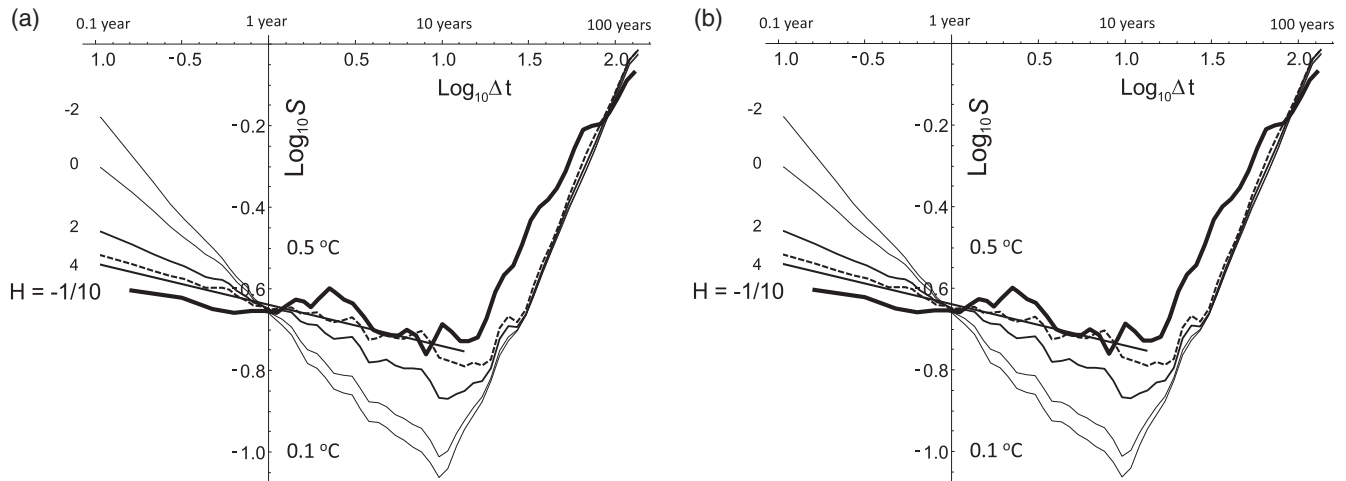 (a)
0.1 year 1 year 10 years 100 years
1.0 -0.5 0.5 1.0 1.5 2.0
Log10Δt
Log10S
-2
0
2
4
H = -1/10
-0.2
-0.4
0.5 oC
-0.6
-0.8
0.1 oC
-1.0
(b)
0.1 year 1 year 10 years 100 years
1.0 -0.5 0.5 1.0 1.5 2.0
Log10Δt
Log10S
-2
0
2
4
H = -1/10
-0.2
-0.4
0.5 oC
-0.6
-0.8
0.1 oC
-1.0